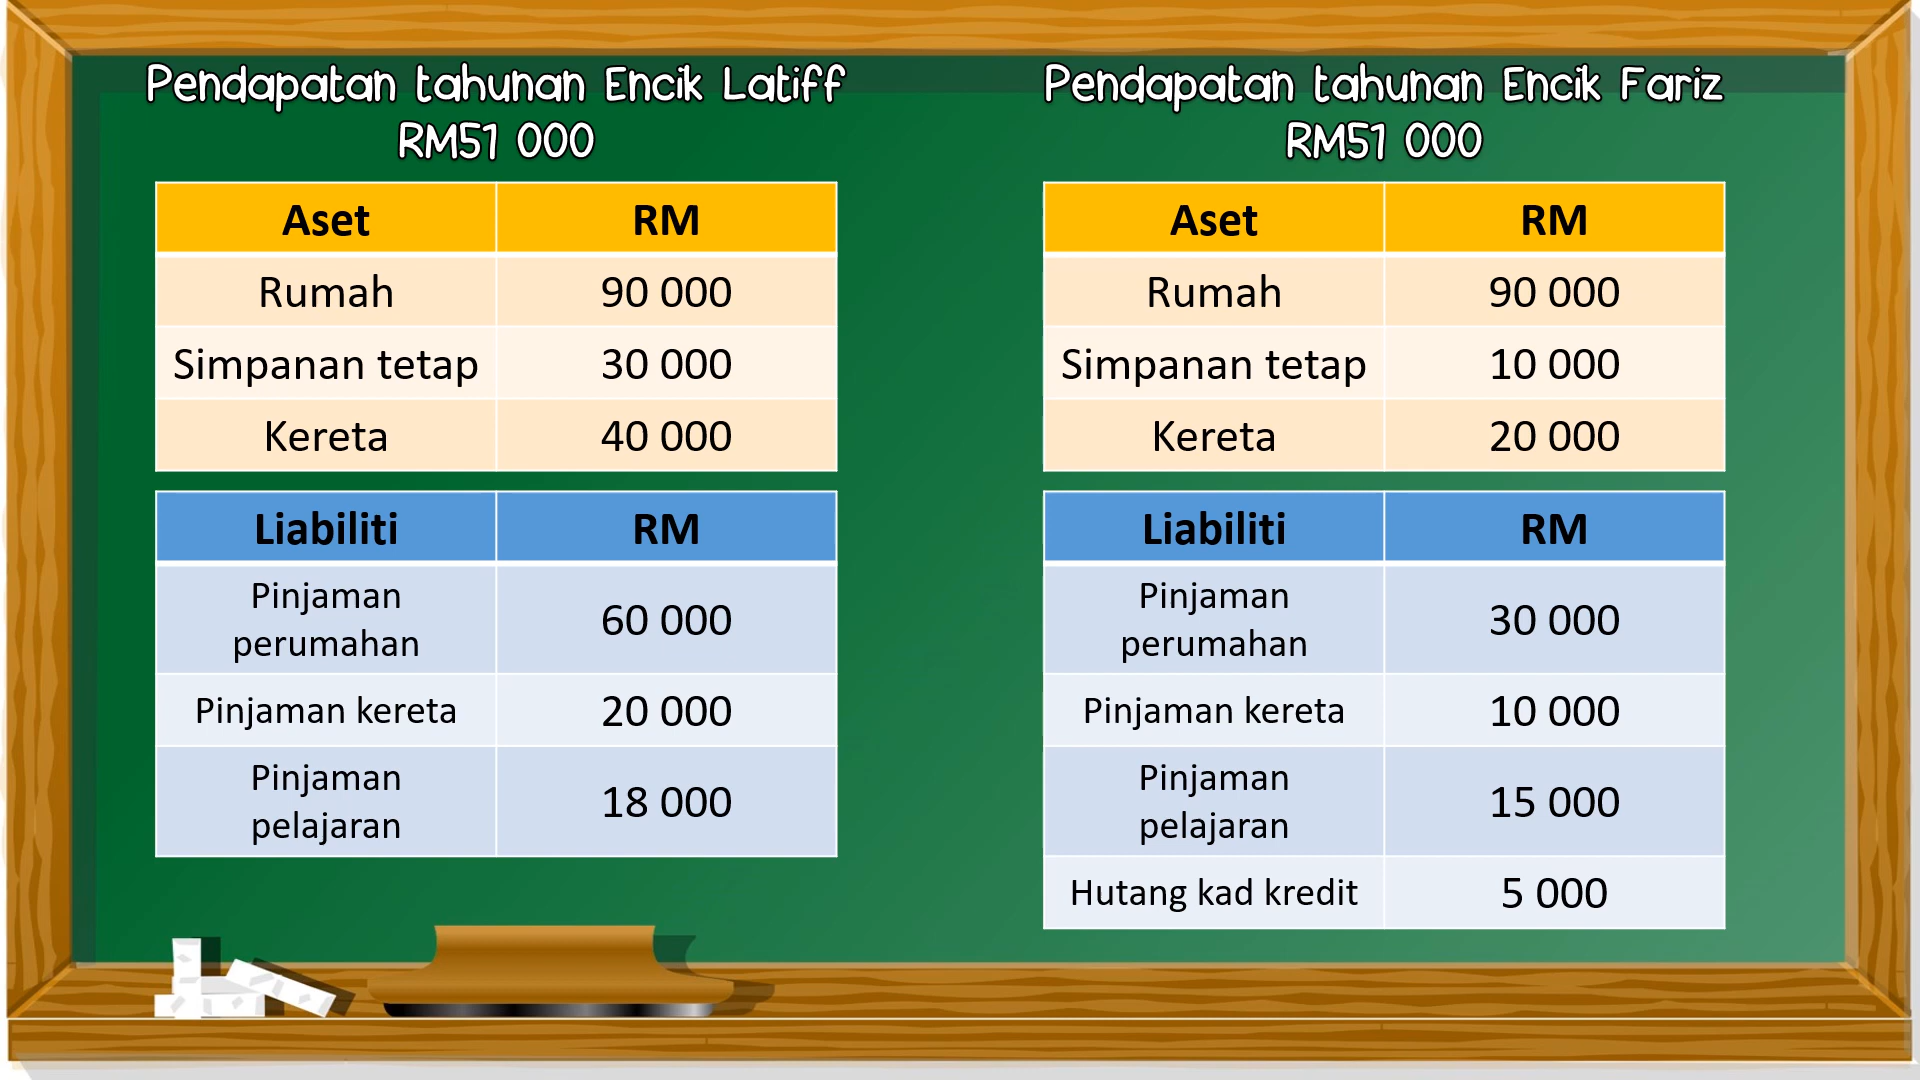 Pendapatan tahunan Encik Latiff
RM51 000
Aset RM
Rumah 90 000
Simpanan tetap 30 000
Kereta 40 000
Liabiliti RM
Pinjaman
perumahan 60 000
Pinjaman kereta 20 000
Pinjaman
pelajaran 18 000
Pendapatan tahunan Encik Fariz
RM51 000
Aset RM
Rumah 90 000
Simpanan tetap 10 000
Kereta 20 000
Liabiliti RM
Pinjaman
perumahan 30 000
Pinjaman kereta 10 000
Pinjaman
pelajaran 15 000
Hutang kad kredit 5 000